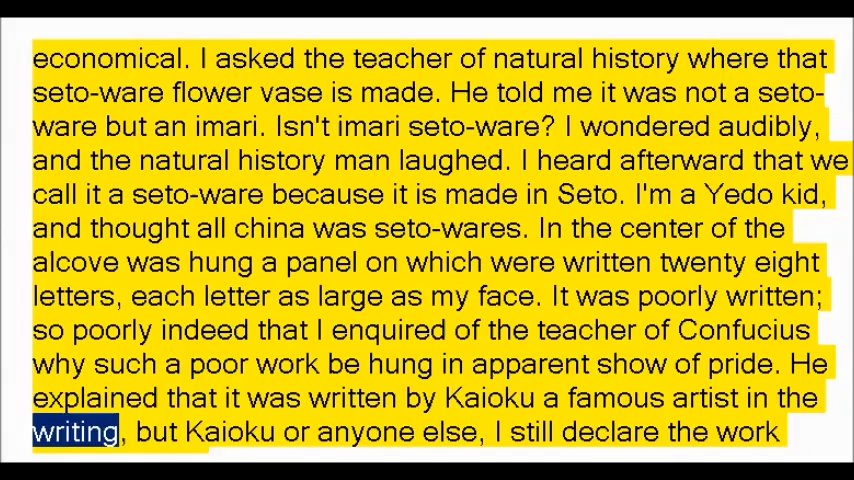 economical. I asked the teacher of natural history where that
seto-ware flower vase is made. He told me it was not a seto-
ware but an imari. Isn't imari seto-ware? I wondered audibly,
and the natural history man laughed. I heard afterward that we
call it a seto-ware because it is made in Seto. I'm a Yedo kid,
and thought all china was seto-wares. In the center of the
alcove was hung a panel on which were written twenty eight
letters, each letter as large as my face. It was poorly written;
so poorly indeed that I enquired of the teacher of Confucius
why such a poor work be hung in apparent show of pride. He
explained that it was written by Kaioku a famous artist in the
writing, but Kaioku or anyone else, I still declare the work